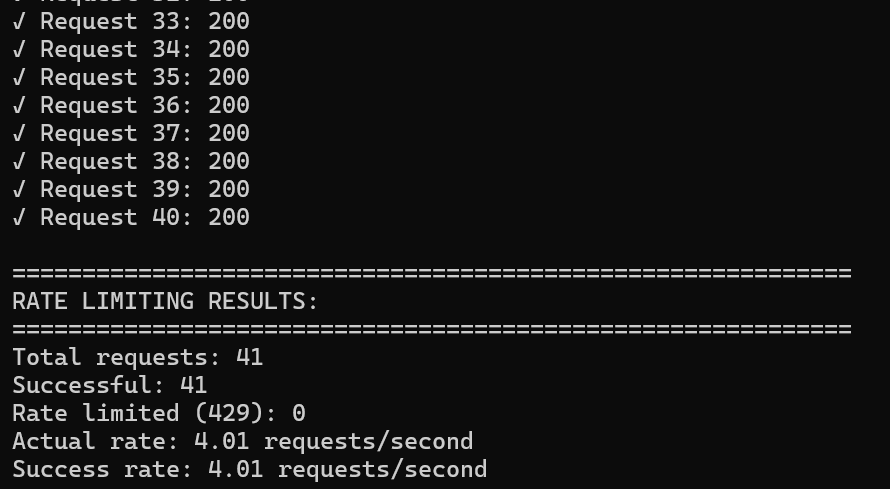 √ Request 33: 200
√ Request 34: 200
√ Request 35: 200
√ Request 36: 200
√ Request 37: 200
√ Request 38: 200
√ Request 39: 200
√ Request 40: 200
============================================================
RATE LIMITING RESULTS:
============================================================
Total requests: 41
Successful: 41
Rate limited (429): 0
Actual rate: 4.01 requests/second
Success rate: 4.01 requests/second